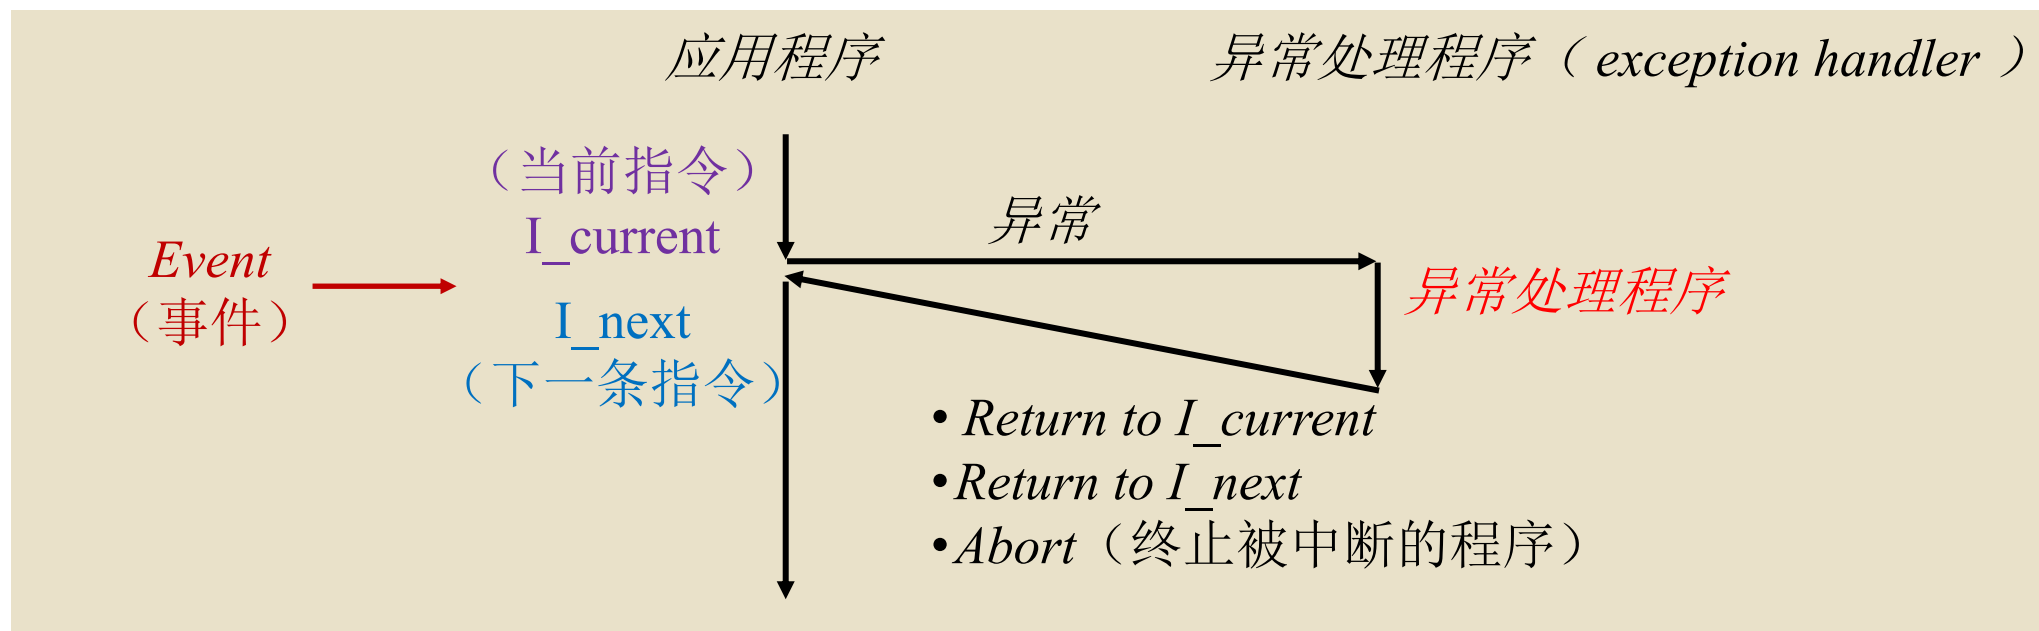 应用程序
异常处理程序（ exception handler ）
（当前指令）
I_current
异常
Event
（事件）
I_next
（下一条指令）
异常处理程序
• Return to I_current
•Return to I_next
•Abort（终止被中断的程序）